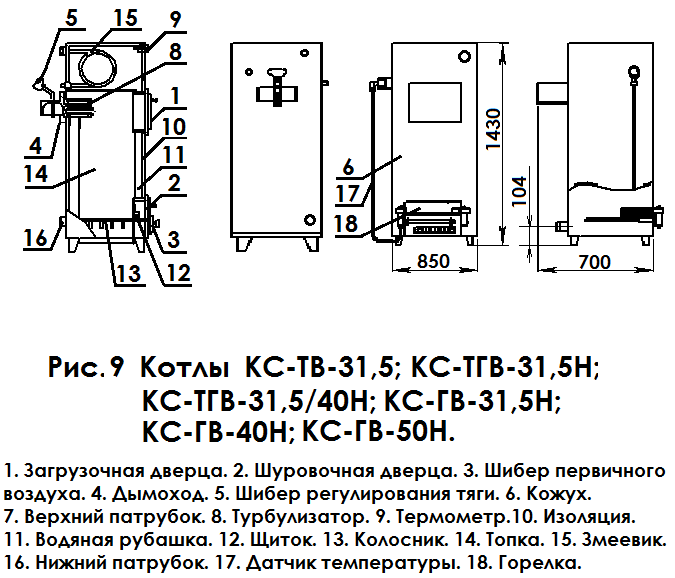 5 15 9
8
1
10
4
11
14
2
16
3
13 12
6
17
18
1430
104
850
700
Рис. 9 Котлы КС-ТВ-31,5; КС-ТГВ-31,5Н;
КС-ТГВ-31,5/40Н; КС-ГВ-31,5Н;
КС-ГВ-40Н; КС-ГВ-50Н.
1. Загрузочная дверца. 2. Шуровочная дверца. 3. Шибер первичного
воздуха. 4. Дымоход. 5. Шибер регулирования тяги. 6. Кожух.
7. Верхний патрубок. 8. Турбулизатор. 9. Термометр.10. Изоляция.
11. Водяная рубашка. 12. Щиток. 13. Колосник. 14. Топка. 15. Змеевик.
16. Нижний патрубок. 17. Датчик температуры. 18. Горелка.